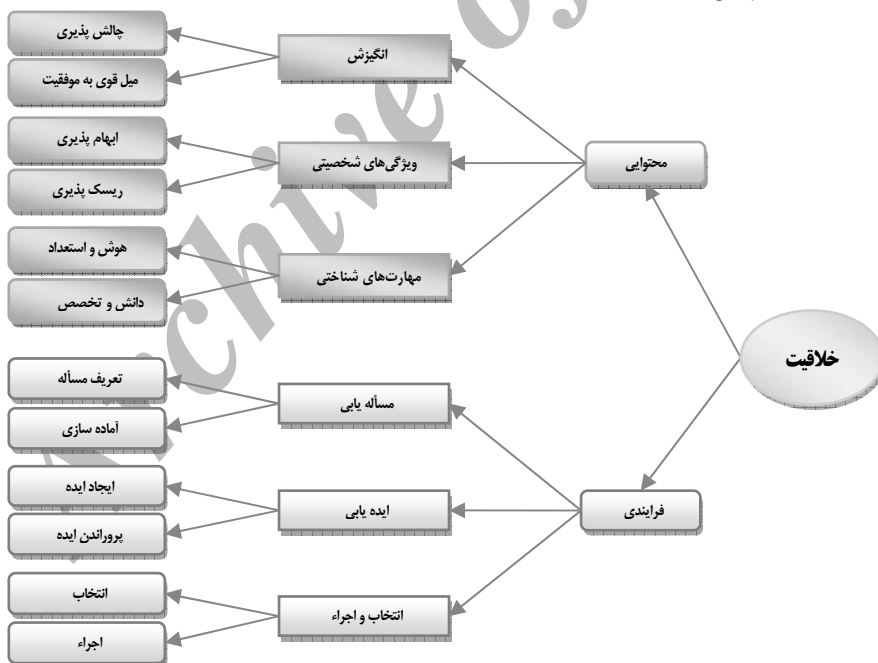 خلاقیت
محتوایی
انگیزش
چالش پذیری
میل قوی به موفقیت
ویژگی‌های شخصیتی
ابهام پذیری
ریسک پذیری
مهارت‌های شناختی
هوش و استعداد
دانش و تخصص
فرایندی
مسأله یابی
تعریف مسأله
آماده سازی
ایده یابی
ایجاد ایده
پروراندن ایده
انتخاب و اجراء
انتخاب
اجراء
Archive of